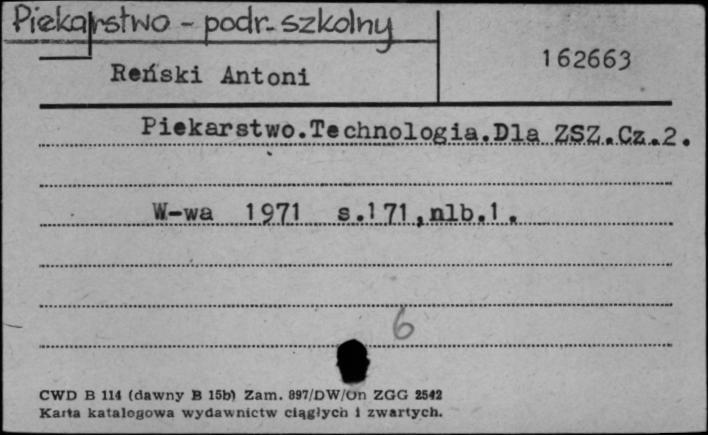 Piekarstwo - podr. szkolny
162663
Reński Antoni
Piekarstwo.Technologia.Dla ZSZ.Cz.2.
W-wa 1971 s.171,nlb.1.
6
CWD B 114 (dawny B 15b) Zam. 897/DW/On ZGG 2542
Karta katalogowa wydawnictw ciągłych i zwartych.